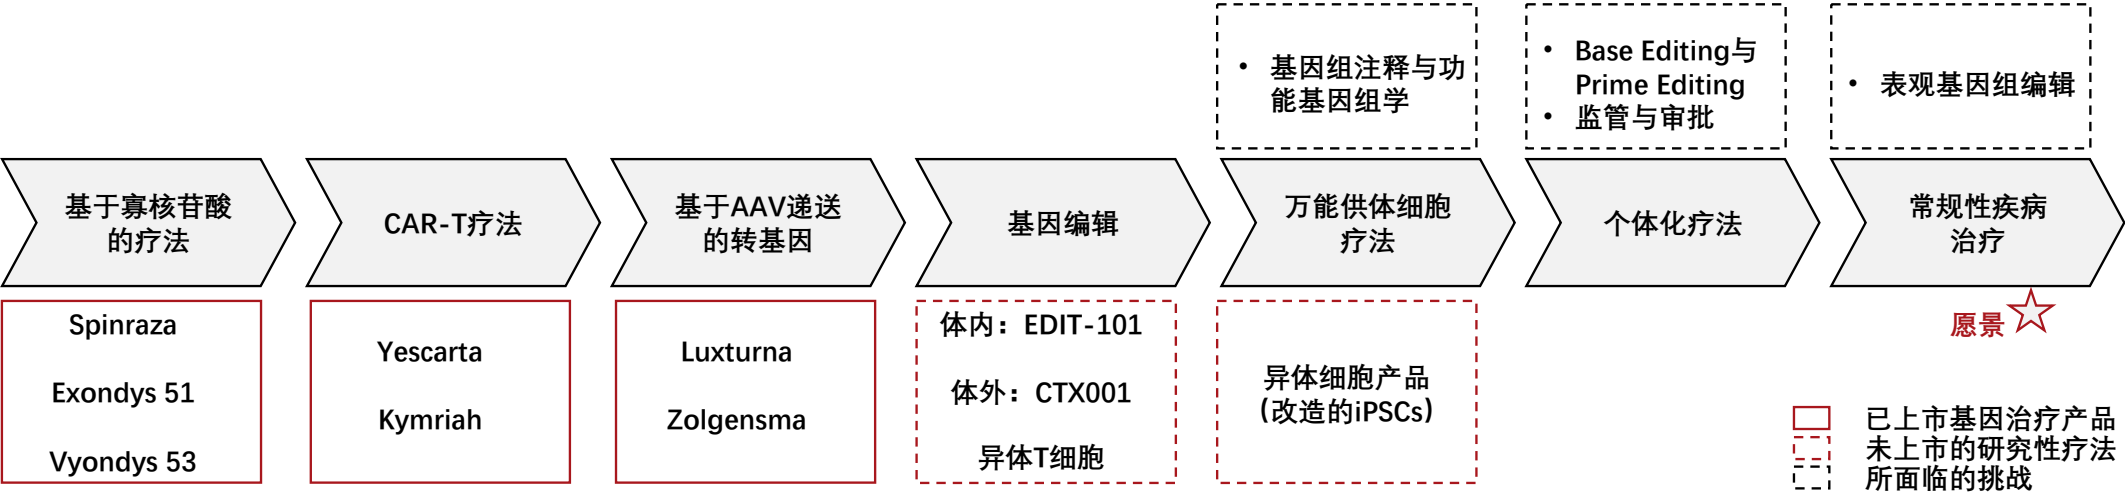 • 基因组注释与功
能基因组学
• Base Editing与
Prime Editing
• 监管与审批
• 表观基因组编辑
基于寡核苷酸
的疗法
CAR-T疗法
基于AAV递送
的转基因
基因编辑
万能供体细胞
疗法
个体化疗法
常规性疾病
治疗
Spinraza
Exondys 51
Vyondys 53
Yescarta
Kymriah
Luxturna
Zolgensma
体内：EDIT-101
体外：CTX001
异体T细胞
异体细胞产品
（改造的iPSCs）
愿景
已上市基因治疗产品
未上市的研究性疗法
所面临的挑战